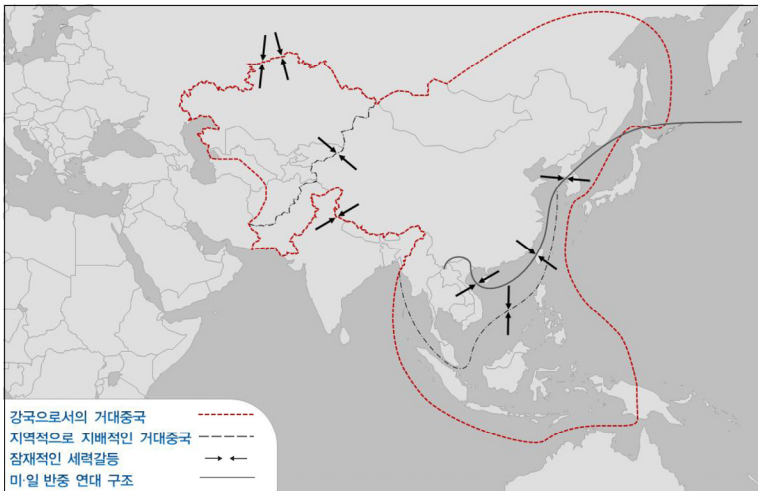 강국으로서의 거대중국
지역적으로 지배적인 거대중국
잠재적인 세력갈등
미·일 반중 연대 구조